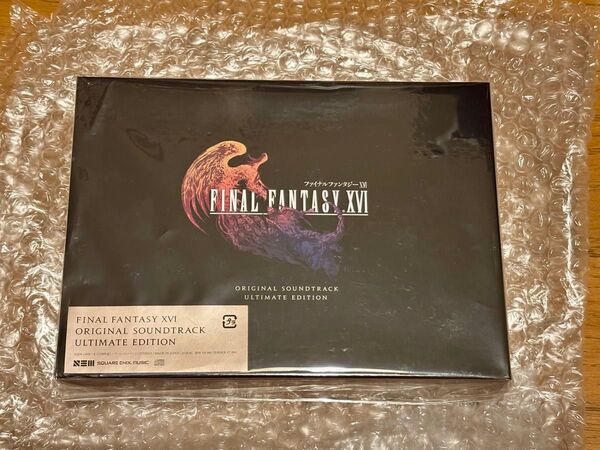 ファイナルファンタジーXVI
FINAL FANTASY XVI
ORIGINAL SOUNDTRACK
ULTIMATE EDITION
FINAL FANTASY XVI
ORIGINAL SOUNDTRACK
ULTIMATE EDITION
SQUARE ENIX MUSIC